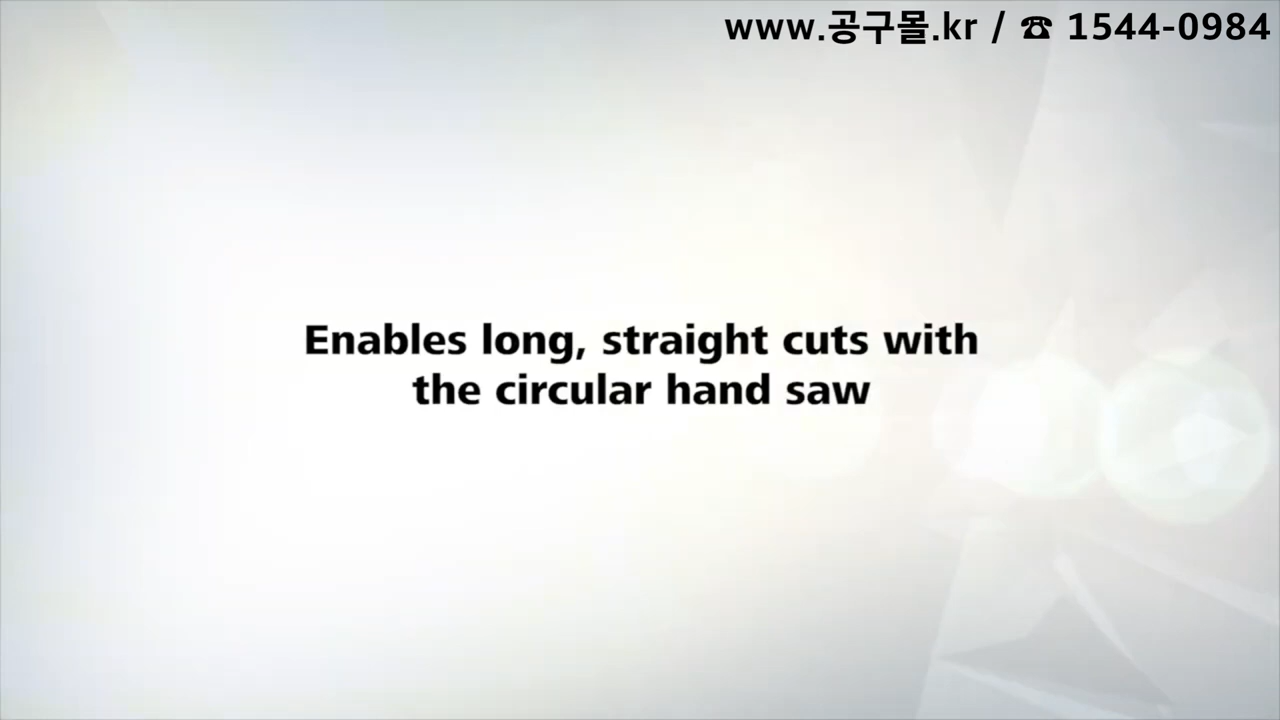 www.공구몰.kr / ☎ 1544-0984
Enables long, straight cuts with
the circular hand saw